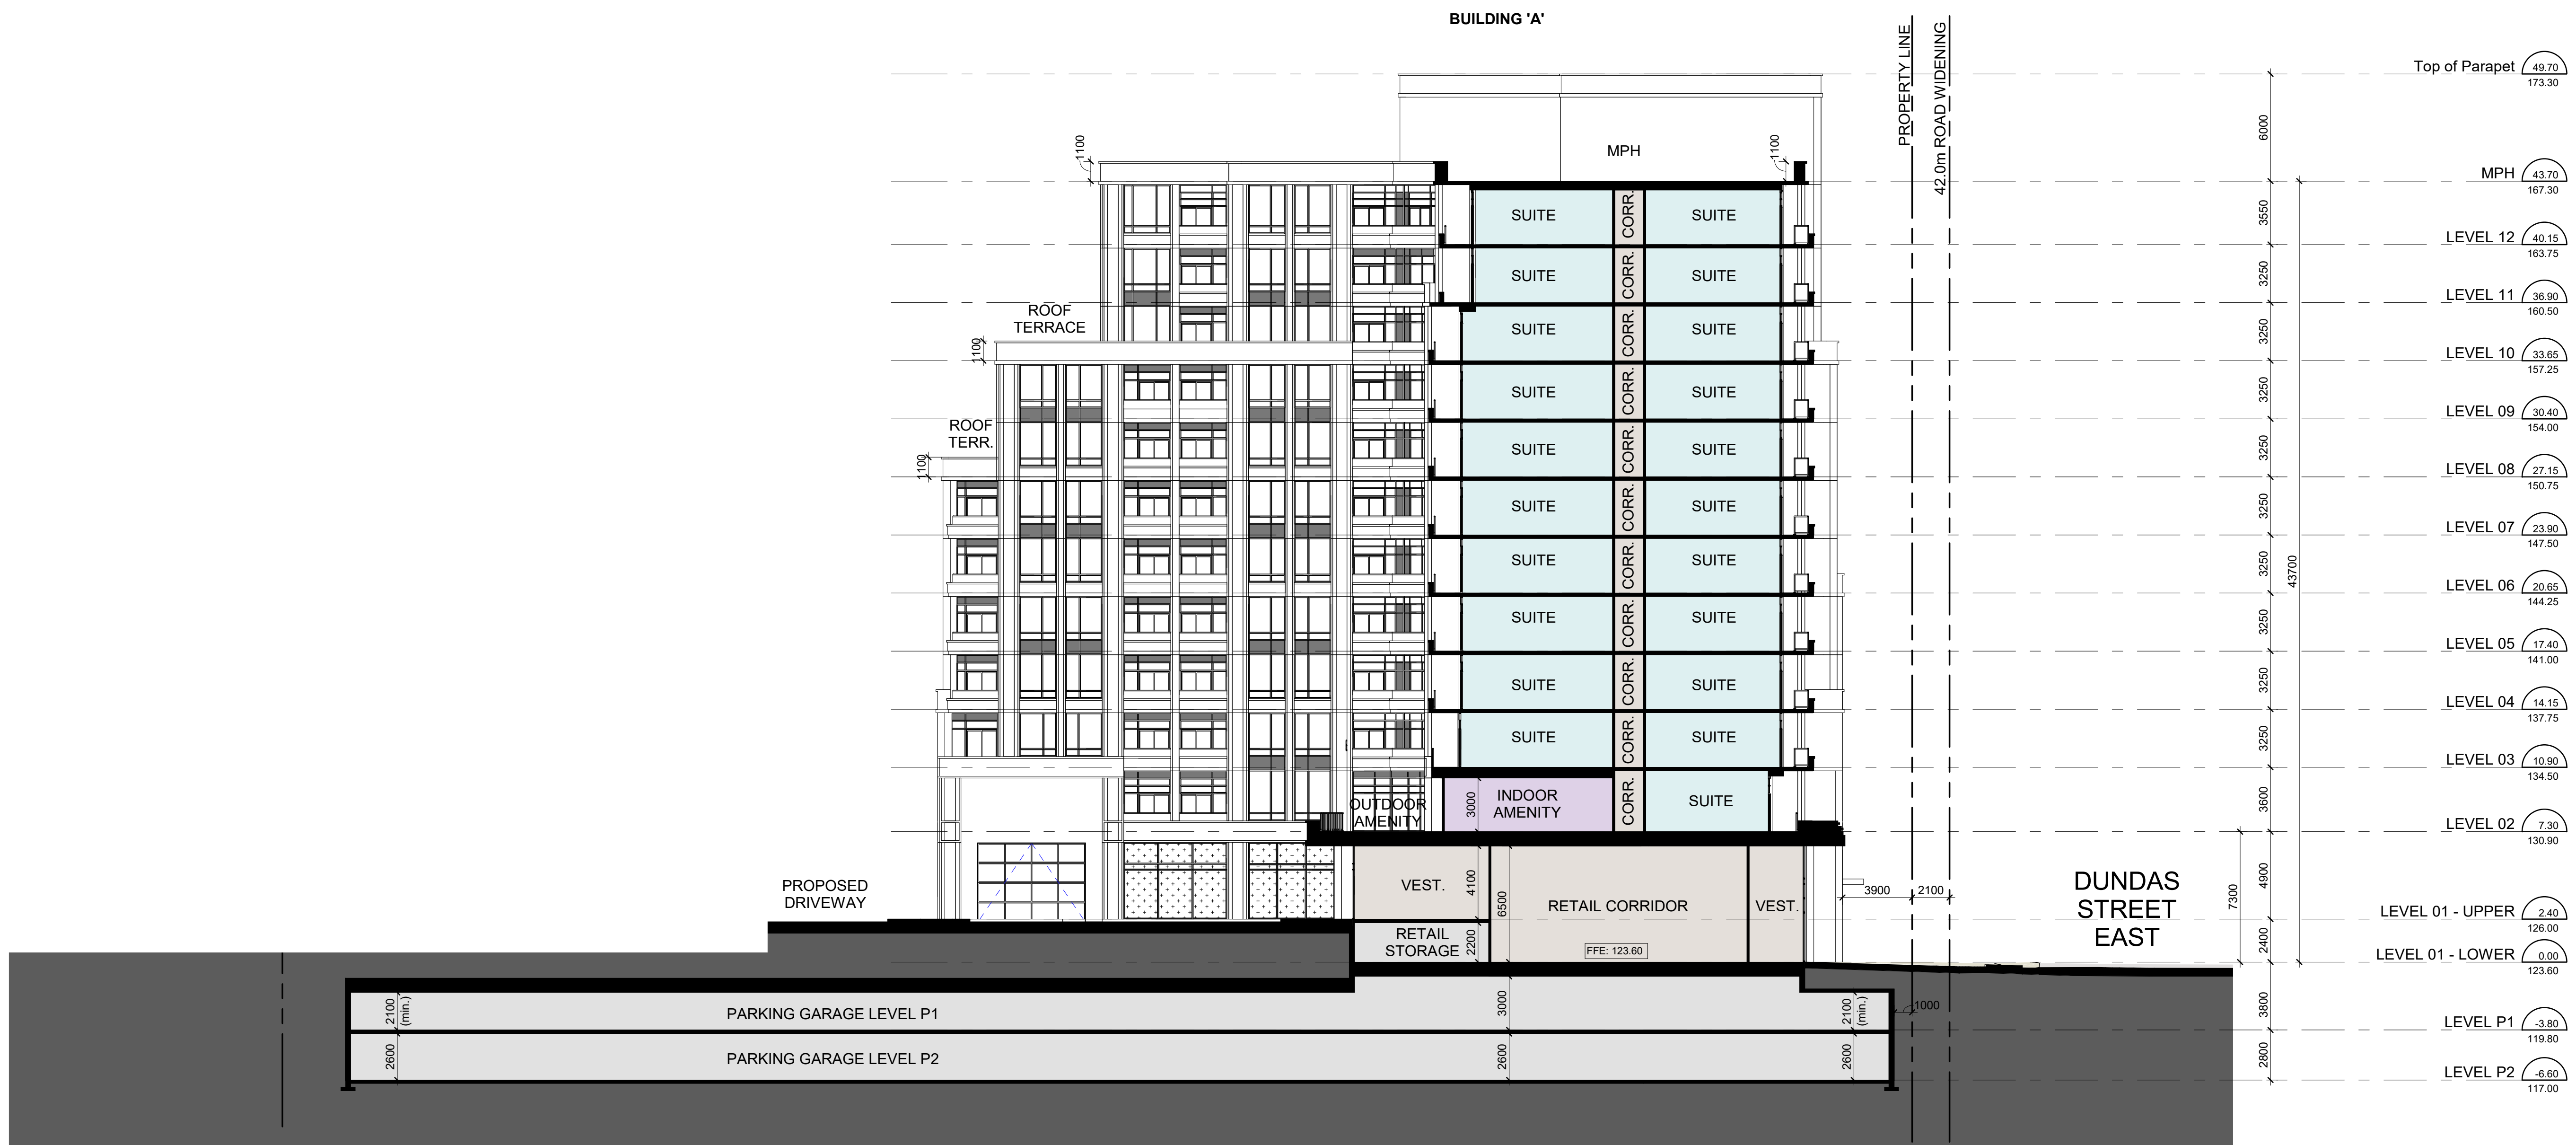 BUILDING 'A'
PROPERTY LINE
42.0m ROAD WIDENING
Top of Parapet 49.70
173.30
6000
1100
MPH
1100
MPH 43.70
167.30
3550
SUITE CORR. SUITE
LEVEL 12 40.15
163.75
3250
SUITE CORR. SUITE
LEVEL 11 36.90
160.50
ROOF
TERRACE
1100
3250
SUITE CORR. SUITE
LEVEL 10 33.65
157.25
3250
SUITE CORR. SUITE
LEVEL 09 30.40
154.00
ROOF
TERR.
1100
3250
SUITE CORR. SUITE
LEVEL 08 27.15
150.75
3250
SUITE CORR. SUITE
LEVEL 07 23.90
147.50
3250
43700
SUITE CORR. SUITE
LEVEL 06 20.65
144.25
3250
SUITE CORR. SUITE
LEVEL 05 17.40
141.00
3250
SUITE CORR. SUITE
LEVEL 04 14.15
137.75
3250
SUITE CORR. SUITE
LEVEL 03 10.90
134.50
3600
OUTDOOR
AMENITY
3000
INDOOR
AMENITY
CORR.
SUITE
LEVEL 02 7.30
130.90
PROPOSED
DRIVEWAY
VEST.
4100
6500
RETAIL CORRIDOR
VEST.
3900
2100
DUNDAS
STREET
EAST
7300
4900
LEVEL 01 - UPPER 2.40
126.00
RETAIL
STORAGE
2200
FFE: 123.60
2400
LEVEL 01 - LOWER 0.00
123.60
2100
(min.)
PARKING GARAGE LEVEL P1
3000
2100
(min.)
1000
3800
LEVEL P1 -3.80
119.80
2600
PARKING GARAGE LEVEL P2
2600
2600
2800
LEVEL P2 -6.60
117.00